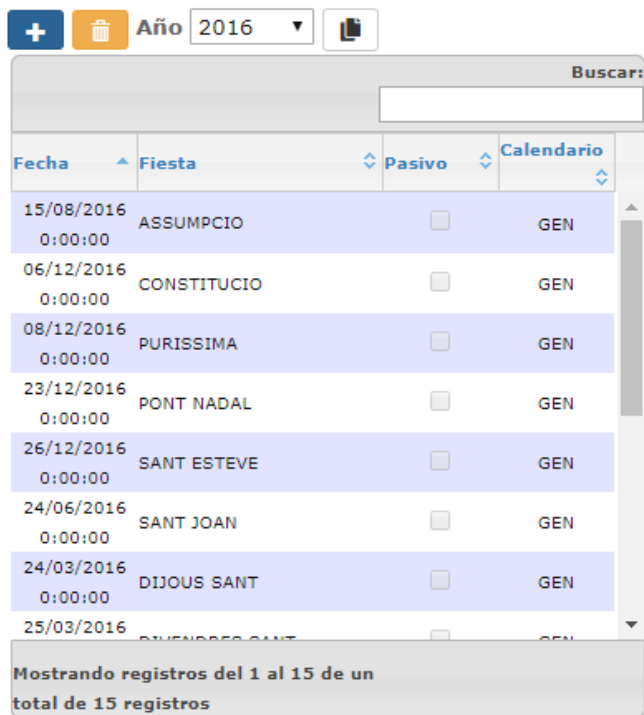 Año 2016
Buscar:
Fecha Fiesta Pasivo Calendario
15/08/2016
0:00:00
ASSUMPCIO GEN
06/12/2016
0:00:00
CONSTITUCIO GEN
08/12/2016
0:00:00
PURISSIMA GEN
23/12/2016
0:00:00
PONT NADAL GEN
26/12/2016
0:00:00
SANT ESTEVE GEN
24/06/2016
0:00:00
SANT JOAN GEN
24/03/2016
0:00:00
DIJOUS SANT GEN
25/03/2016
DIVENDRES SANT GEN
Mostrando registros del 1 al 15 de un
total de 15 registros